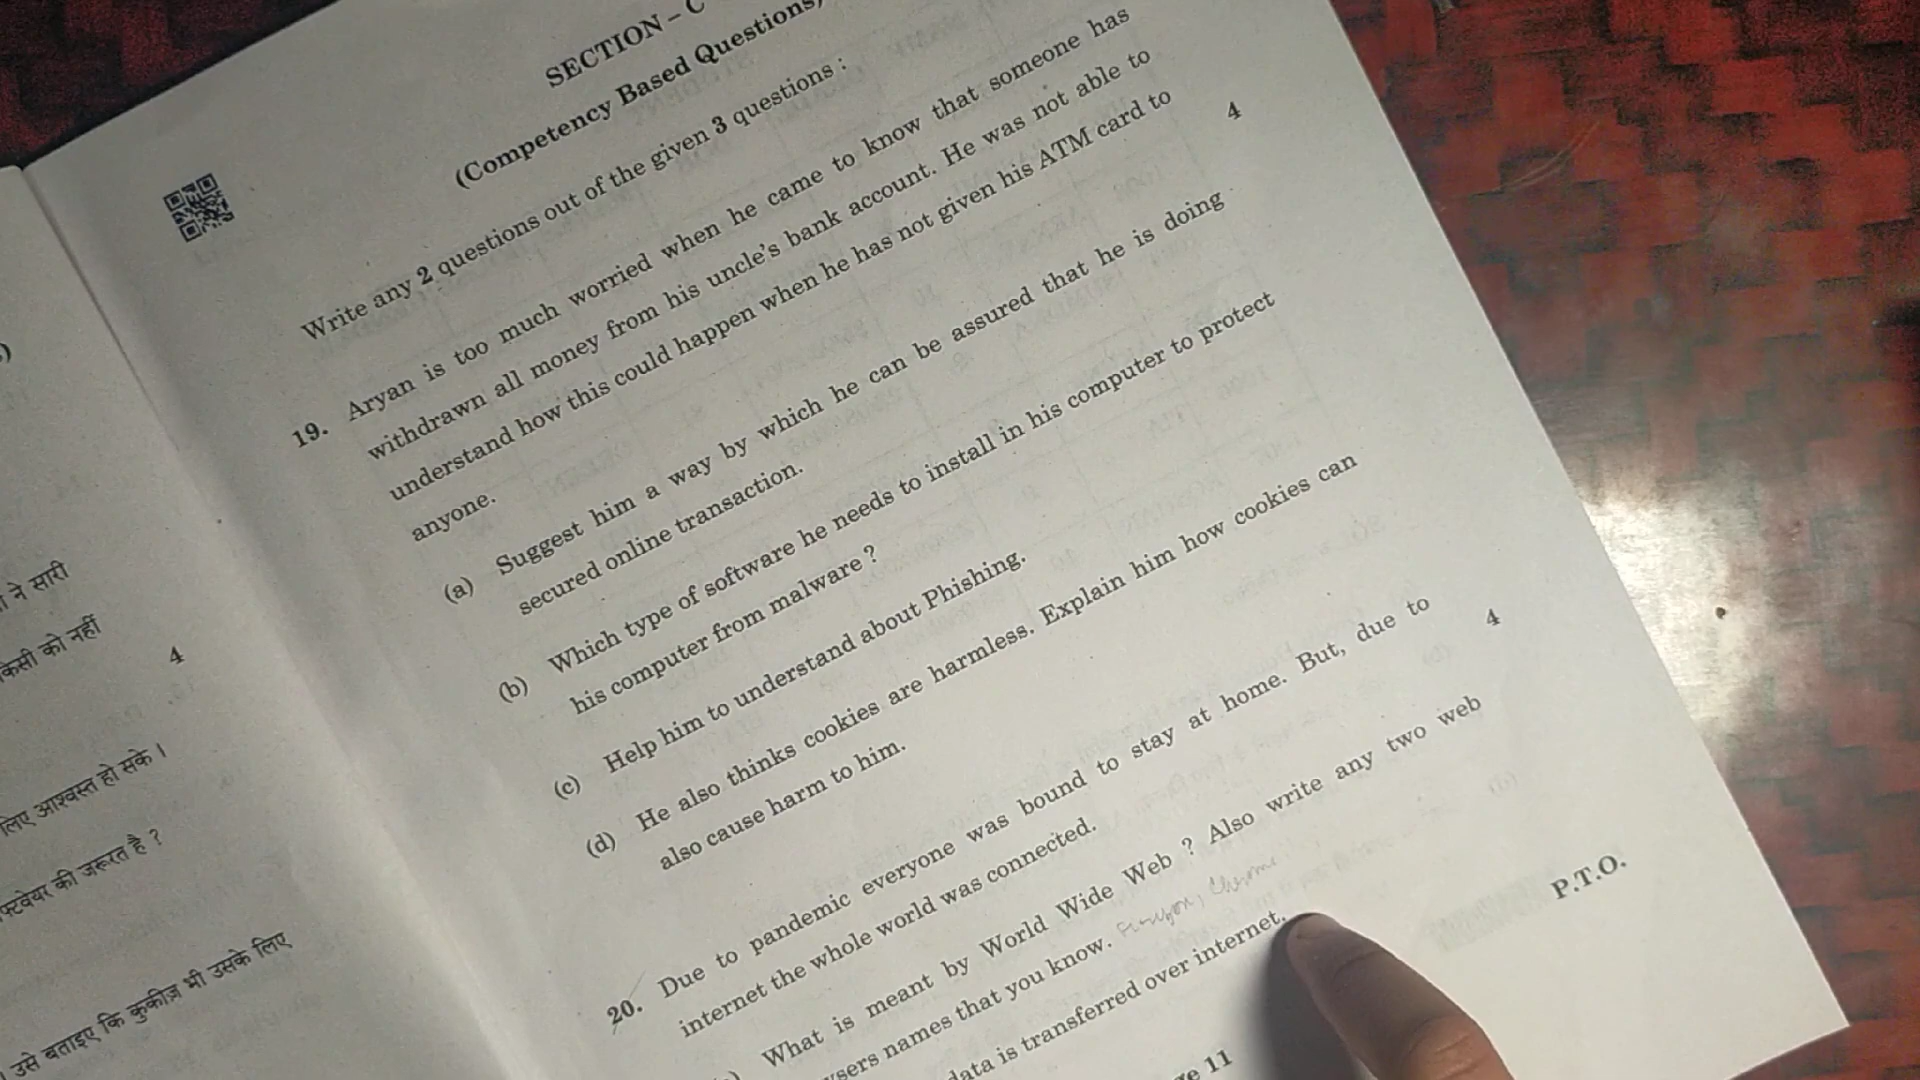 )
ने सारी
किसी को नहीं
4
लिए आश्वस्त हो सके ।
फ्टवेयर की जरूरत है ?
उसे बताइए कि कुकीज़ भी उसके लिए
SECTION – C
(Competency Based Questions)
Write any 2 questions out of the given 3 questions :
19. Aryan is too much worried when he came to know that someone has
withdrawn all money from his uncle's bank account. He was not able to
understand how this could happen when he has not given his ATM card to
anyone. 4
(a) Suggest him a way by which he can be assured that he is doing
secured online transaction.
(b) Which type of software he needs to install in his computer to protect
his computer from malware ?
(c) Help him to understand about Phishing.
(d) He also thinks cookies are harmless. Explain him how cookies can
also cause harm to him.
20. Due to pandemic everyone was bound to stay at home. But, due to
internet the whole world was connected. 4
) What is meant by World Wide Web ? Also write any two web
sers names that you know. Chrome
data is transferred over internet.
ge 11
P.T.O.